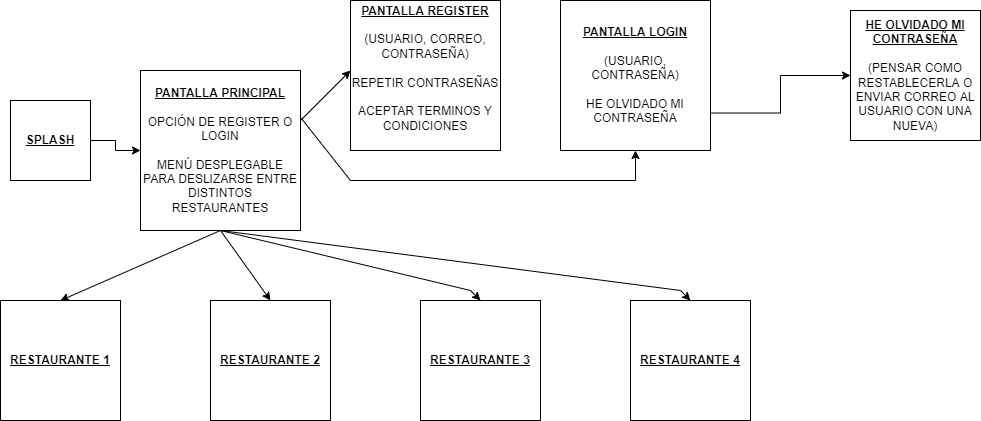 SPLASH
PANTALLA PRINCIPAL
OPCIÓN DE REGISTER O
LOGIN
MENÚ DESPLEGABLE
PARA DESLIZARSE ENTRE
DISTINTOS
RESTAURANTES
PANTALLA REGISTER
(USUARIO, CORREO,
CONTRASEÑA)
REPETIR CONTRASEÑAS
ACEPTAR TERMINOS Y
CONDICIONES
PANTALLA LOGIN
(USUARIO,
CONTRASEÑA)
HE OLVIDADO MI
CONTRASEÑA
HE OLVIDADO MI
CONTRASEÑA
(PENSAR COMO
RESTABLECERLA O
ENVIAR CORREO AL
USUARIO CON UNA
NUEVA)
RESTAURANTE 1
RESTAURANTE 2
RESTAURANTE 3
RESTAURANTE 4